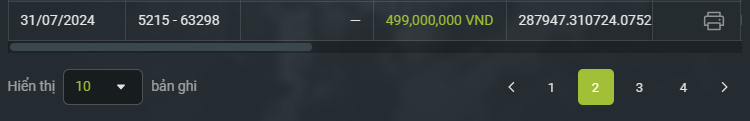 31/07/2024 5215 - 63298 — 499,000,000 VND 287947.310724.0752
Hiển thị 10 bản ghi 1 2 3 4